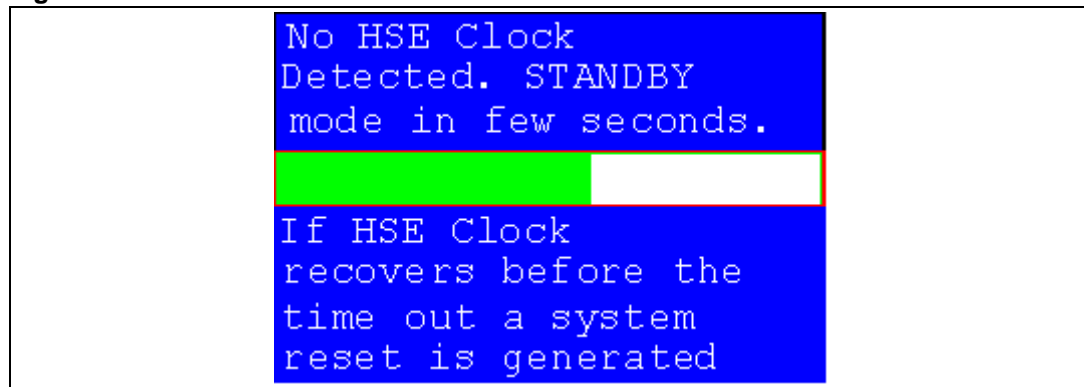 No HSE Clock
Detected. STANDBY
mode in few seconds.
If HSE Clock
recovers before the
time out a system
reset is generated